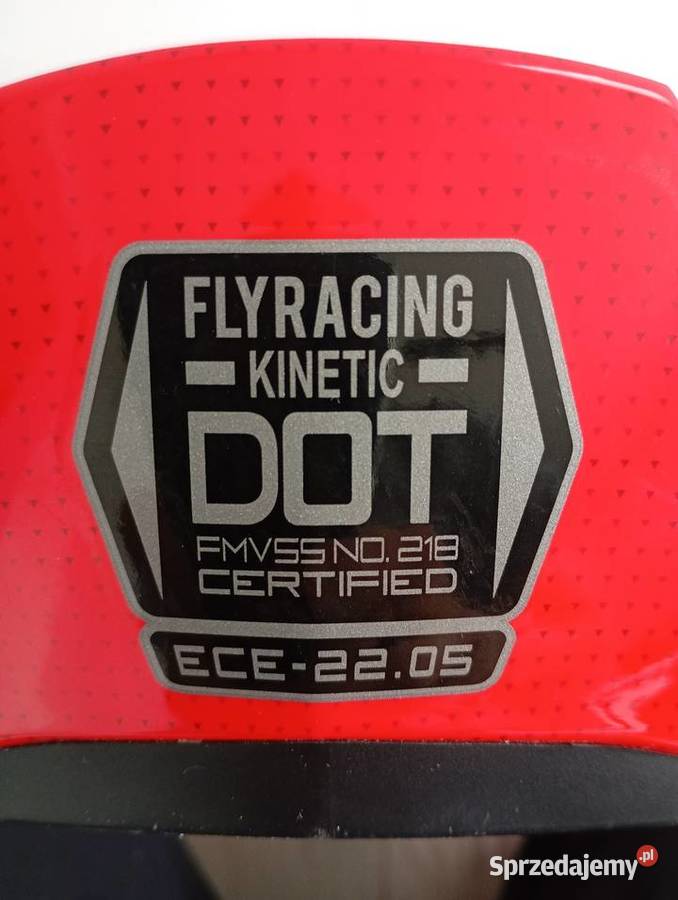 FLYRACING
KINETIC
DOT
FMVSS NO. 218
CERTIFIED
ECE-22.05
Sprzedajemy.pl